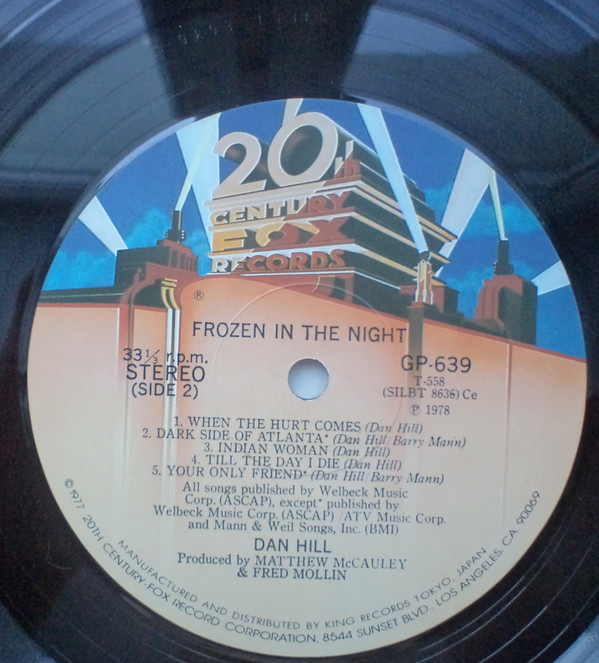 20th
CENTURY
FOX
RECORDS
®
FROZEN IN THE NIGHT
33⅓ r.p.m.
STEREO
(SIDE 2)
GP-639
T-558
(SILBT 8636) Ce
Ⓟ 1978
1. WHEN THE HURT COMES (Dan Hill)
2. DARK SIDE OF ATLANTA* (Dan Hill/Barry Mann)
3. INDIAN WOMAN (Dan Hill)
4. TILL THE DAY I DIE (Dan Hill)
5. YOUR ONLY FRIEND* (Dan Hill/Barry Mann)
All songs published by Welbeck Music
Corp. (ASCAP), except* published by
Welbeck Music Corp. (ASCAP) / ATV Music Corp.
and Mann & Weil Songs, Inc. (BMI)
DAN HILL
Produced by MATTHEW McCAULEY
& FRED MOLLIN
MANUFACTURED AND DISTRIBUTED BY KING RECORDS TOKYO, JAPAN
©1977 20TH CENTURY-FOX RECORD CORPORATION, 8544 SUNSET BLVD., LOS ANGELES, CA 90069